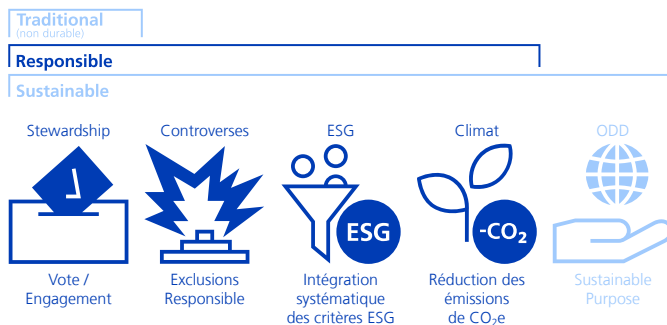 Traditional
(non durable)
Responsible
Sustainable
Stewardship
Controverses
ESG
Climat
ODD
ESG
-CO₂
Vote /
Engagement
Exclusions
Responsible
Intégration
systématique
des critères ESG
Réduction des
émissions
de CO₂e
Sustainable
Purpose